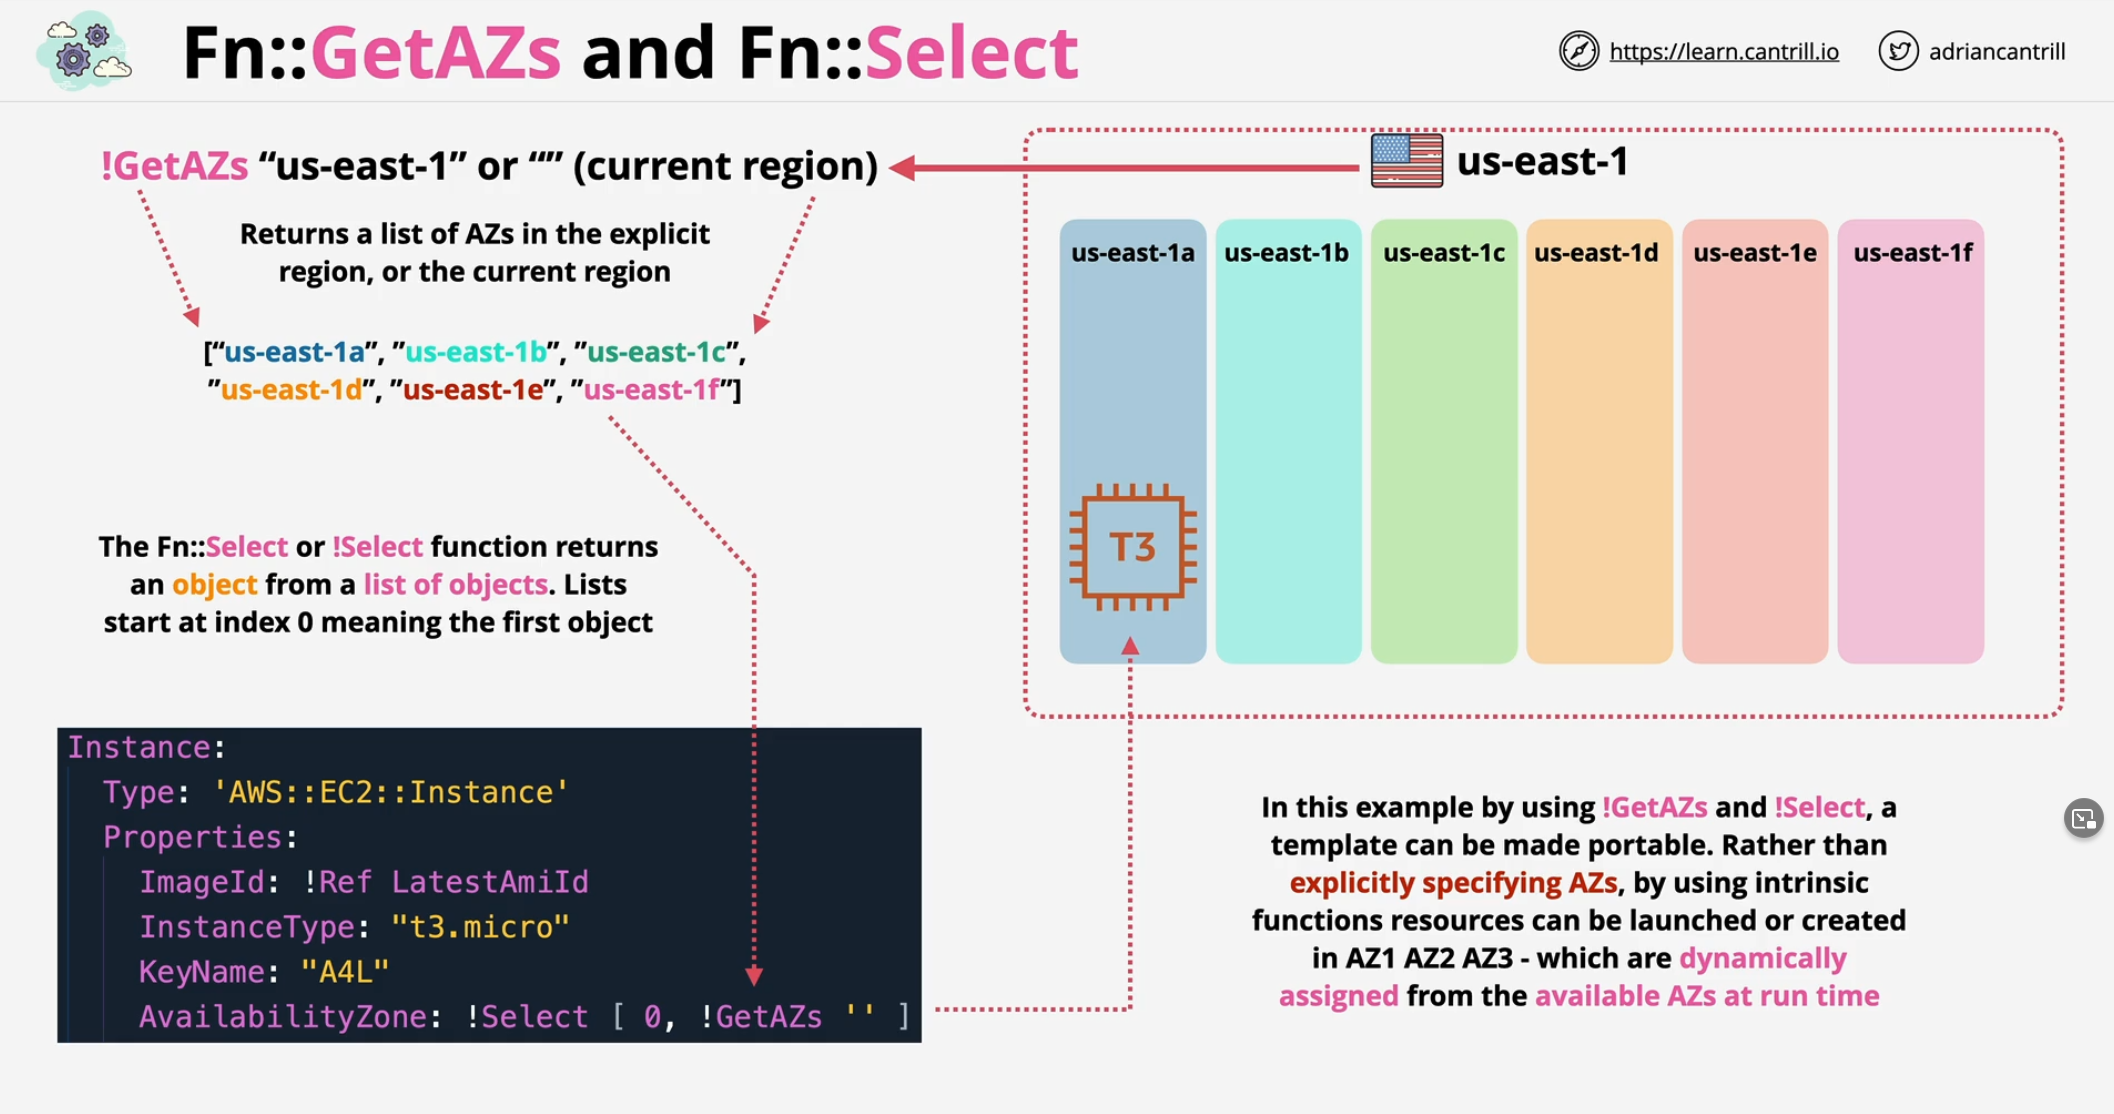 Fn::GetAZs and Fn::Select
https://learn.cantrill.io
adriancantrill
!GetAZs “us-east-1” or “” (current region)
Returns a list of AZs in the explicit
region, or the current region
[“us-east-1a”, ”us-east-1b”, ”us-east-1c”,
”us-east-1d”, ”us-east-1e”, ”us-east-1f”]
The Fn::Select or !Select function returns
an object from a list of objects. Lists
start at index 0 meaning the first object
Instance:
Type: 'AWS::EC2::Instance'
Properties:
ImageId: !Ref LatestAmiId
InstanceType: "t3.micro"
KeyName: "A4L"
AvailabilityZone: !Select [ 0, !GetAZs '' ]
us-east-1
us-east-1a
us-east-1b
us-east-1c
us-east-1d
us-east-1e
us-east-1f
T3
In this example by using !GetAZs and !Select, a
template can be made portable. Rather than
explicitly specifying AZs, by using intrinsic
functions resources can be launched or created
in AZ1 AZ2 AZ3 - which are dynamically
assigned from the available AZs at run time